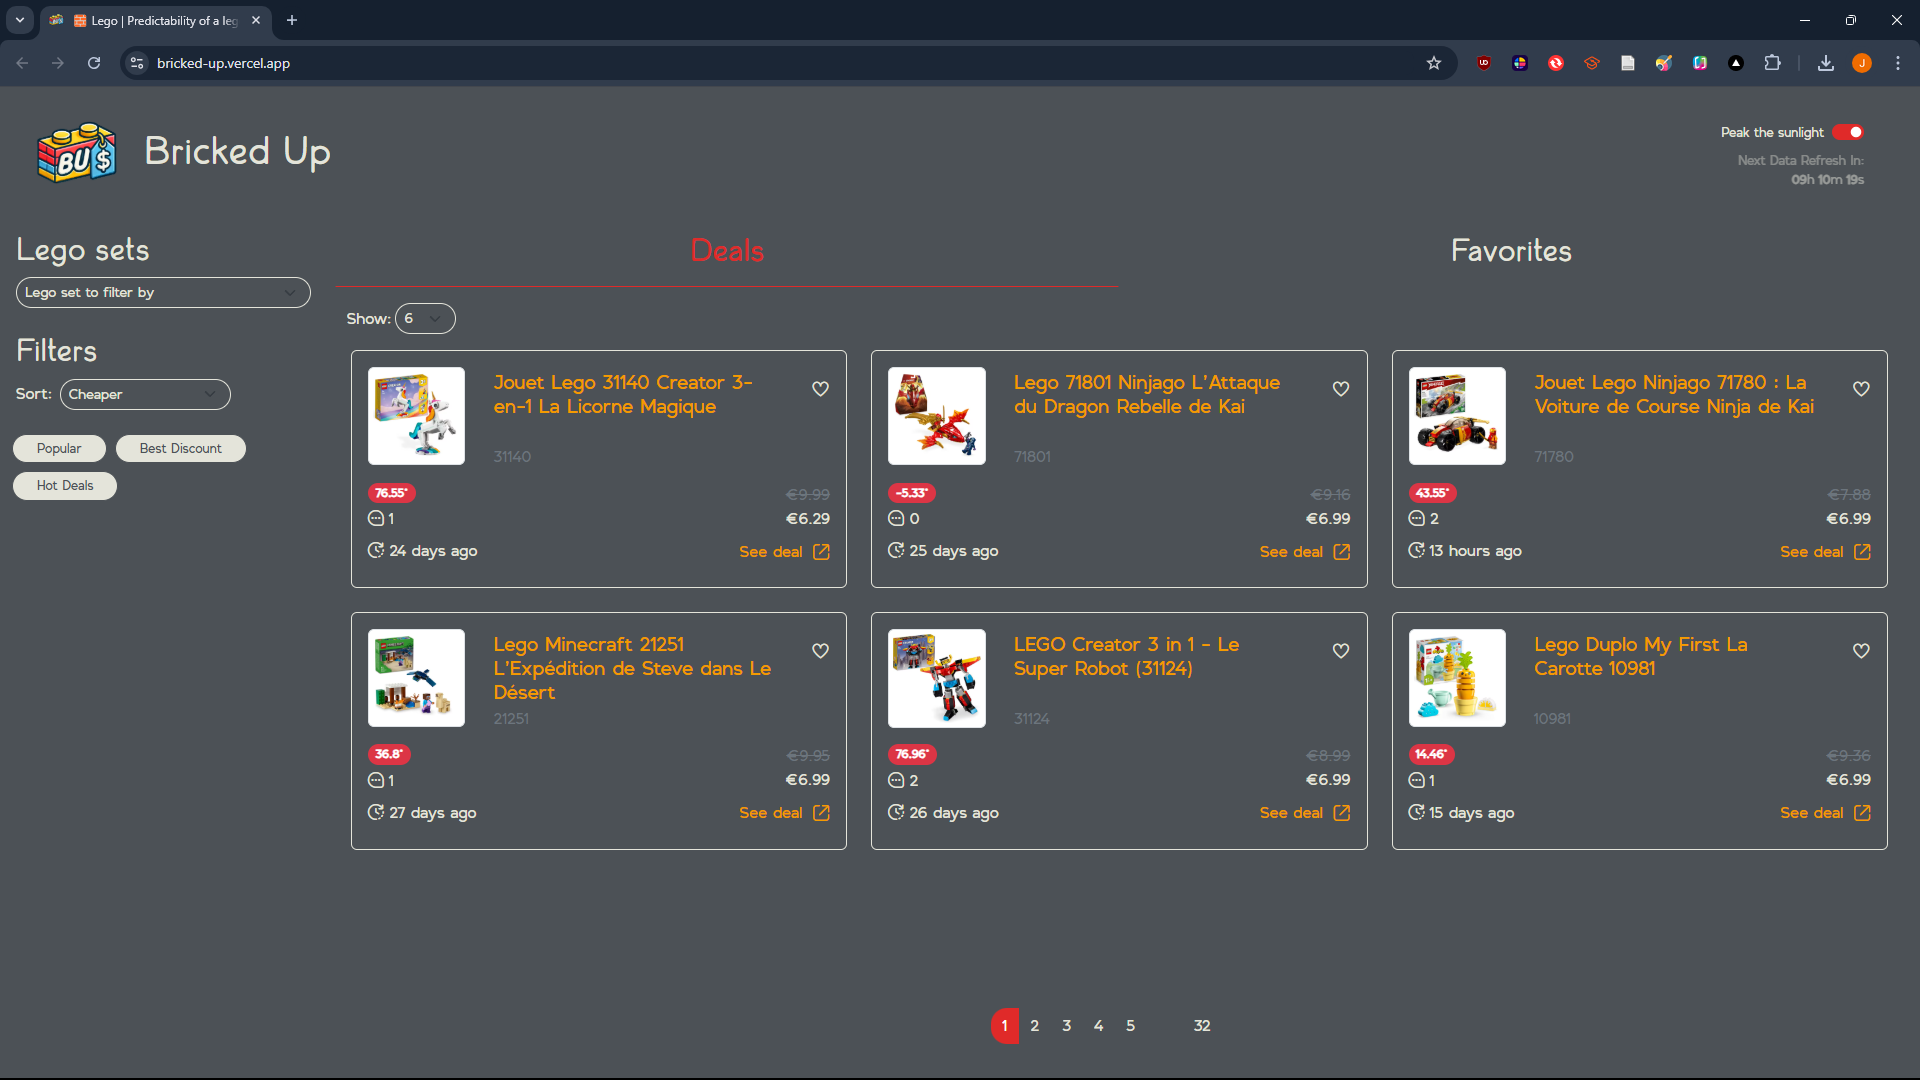 Lego | Predictability of a leg
bricked-up.vercel.app
BU$
Bricked Up
Peak the sunlight
Next Data Refresh In:
09h 10m 19s
Lego sets
Lego set to filter by
Filters
Sort: Cheaper
Popular
Best Discount
Hot Deals
Deals
Favorites
Show: 6
Jouet Lego 31140 Creator 3-
en-1 La Licorne Magique
31140
76.55°
€9.99
1
€6.29
24 days ago
See deal
Lego 71801 Ninjago L'Attaque
du Dragon Rebelle de Kai
71801
-5.33°
€9.16
0
€6.99
25 days ago
See deal
Jouet Lego Ninjago 71780 : La
Voiture de Course Ninja de Kai
71780
43.55°
€7.88
2
€6.99
13 hours ago
See deal
Lego Minecraft 21251
L'Expédition de Steve dans Le
Désert
21251
36.8°
€9.95
1
€6.99
27 days ago
See deal
LEGO Creator 3 in 1 - Le
Super Robot (31124)
31124
76.96°
€8.99
2
€6.99
26 days ago
See deal
Lego Duplo My First La
Carotte 10981
10981
14.46°
€9.36
1
€6.99
15 days ago
See deal
1 2 3 4 5 32